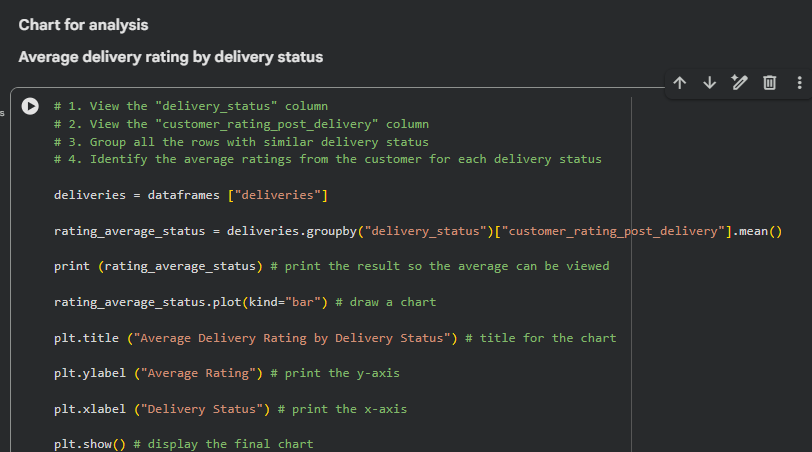 Chart for analysis
Average delivery rating by delivery status
s
# 1. View the "delivery_status" column
# 2. View the "customer_rating_post_delivery" column
# 3. Group all the rows with similar delivery status
# 4. Identify the average ratings from the customer for each delivery status
deliveries = dataframes ["deliveries"]
rating_average_status = deliveries.groupby("delivery_status")["customer_rating_post_delivery"].mean()
print (rating_average_status) # print the result so the average can be viewed
rating_average_status.plot(kind="bar") # draw a chart
plt.title ("Average Delivery Rating by Delivery Status") # title for the chart
plt.ylabel ("Average Rating") # print the y-axis
plt.xlabel ("Delivery Status") # print the x-axis
plt.show() # display the final chart